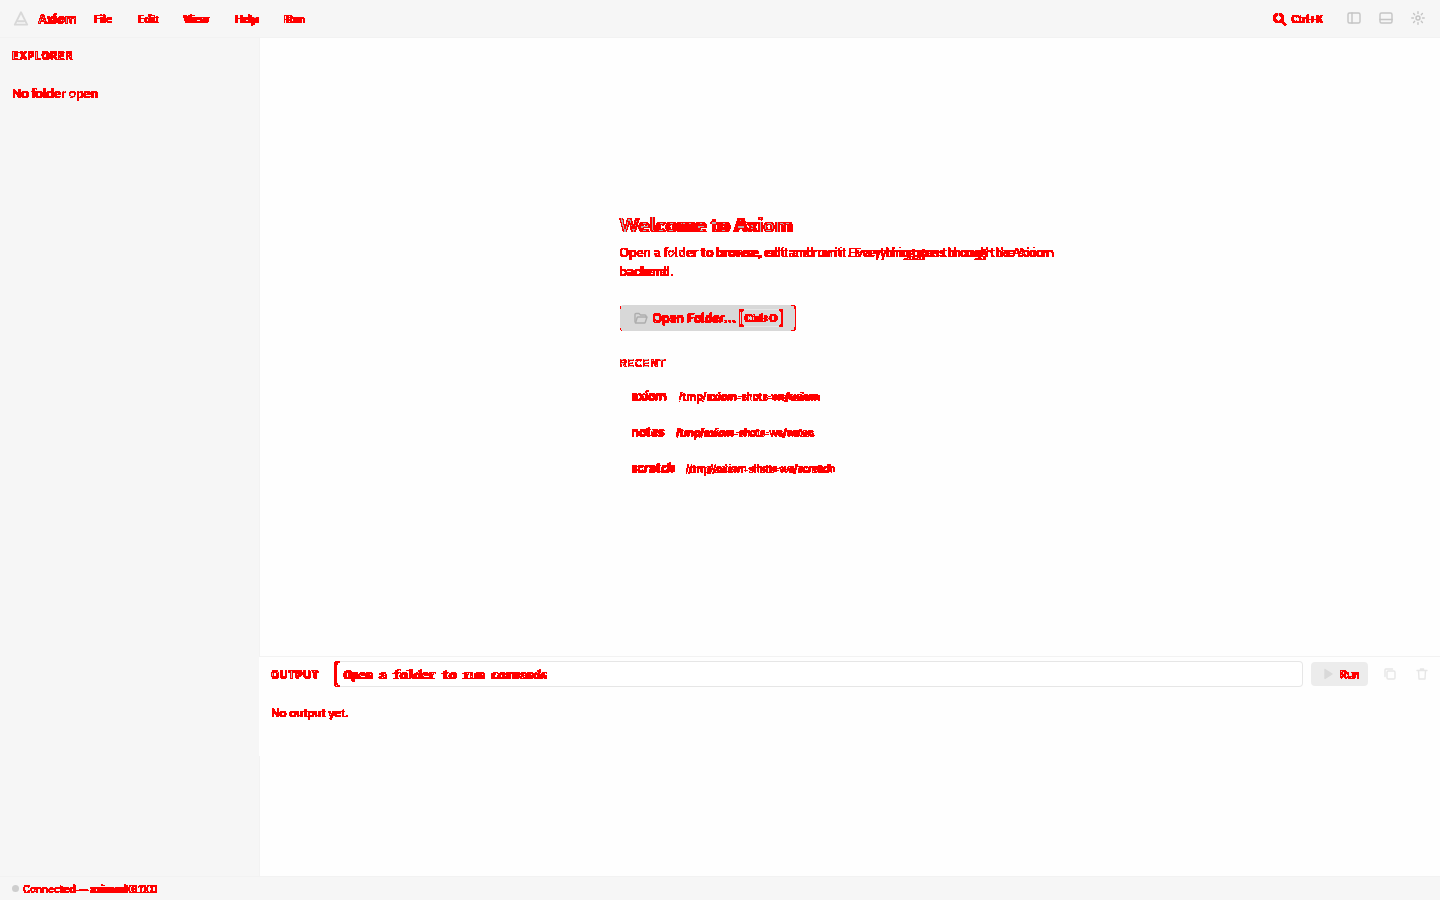 Axiom File Edit View Help Run Ctrl+K
EXPLORER
No folder open
Welcome to Axiom
Open a folder to browse, edit and run it. Everything goes through the Axiom
backend.
Open Folder... Ctrl+O
RECENT
axiom /tmp/axiom-shots-ws/axiom
notes /tmp/axiom-shots-ws/notes
scratch /tmp/axiom-shots-ws/scratch
OUTPUT Open a folder to run commands Run
No output yet.
Connected —